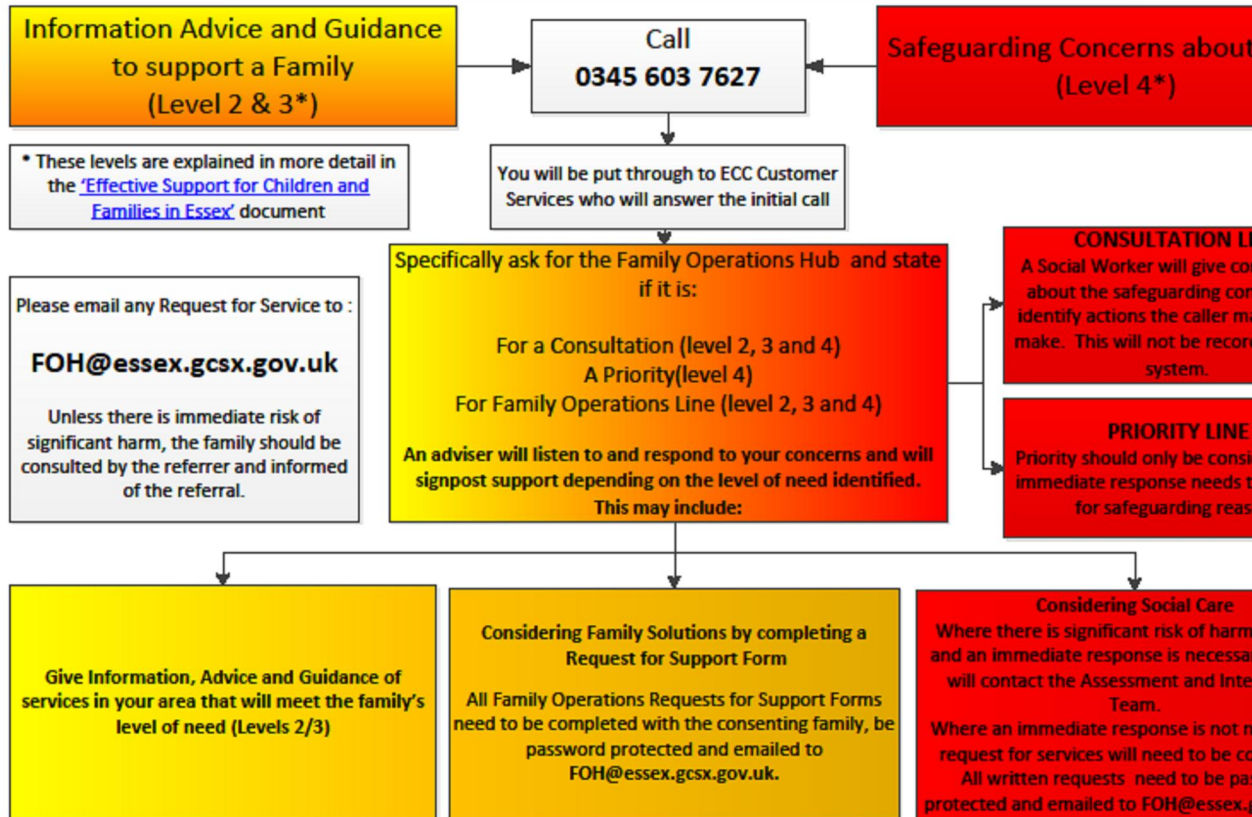 Information Advice and Guidance
to support a Family
(Level 2 & 3*)
Call
0345 603 7627
Safeguarding Concerns about
(Level 4*)
* These levels are explained in more detail in
the 'Effective Support for Children and
Families in Essex' document
You will be put through to ECC Customer
Services who will answer the initial call
Please email any Request for Service to :
FOH@essex.gcsx.gov.uk
Unless there is immediate risk of
significant harm, the family should be
consulted by the referrer and informed
of the referral.
Specifically ask for the Family Operations Hub and state
if it is:
For a Consultation (level 2, 3 and 4)
A Priority(level 4)
For Family Operations Line (level 2, 3 and 4)
An adviser will listen to and respond to your concerns and will
signpost support depending on the level of need identified.
This may include:
CONSULTATION
A Social Worker will give
about the safeguarding
identify actions the caller
make. This will not be
system.
PRIORITY LINE
Priority should only be
immediate response needs
for safeguarding
Give Information, Advice and Guidance of
services in your area that will meet the family's
level of need (Levels 2/3)
Considering Family Solutions by completing a
Request for Support Form
All Family Operations Requests for Support Forms
need to be completed with the consenting family, be
password protected and emailed to
FOH@essex.gcsx.gov.uk.
Considering Social Care
Where there is significant risk of harm
and an immediate response is
will contact the Assessment and
Team.
Where an immediate response is not
request for services will need to be
All written requests need to be
protected and emailed to